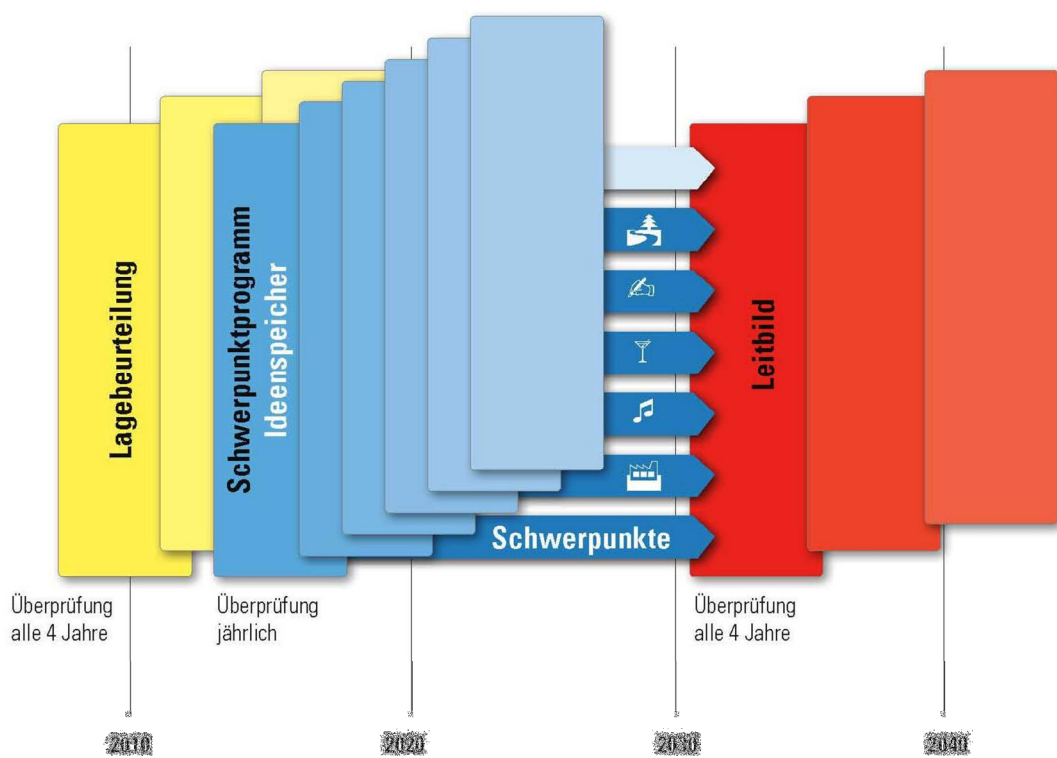 Lagebeurteilung
Schwerpunktprogramm
Ideenspeicher
Leitbild
Schwerpunkte
Überprüfung
alle 4 Jahre
Überprüfung
jährlich
Überprüfung
alle 4 Jahre
2010
2020
2030
2040